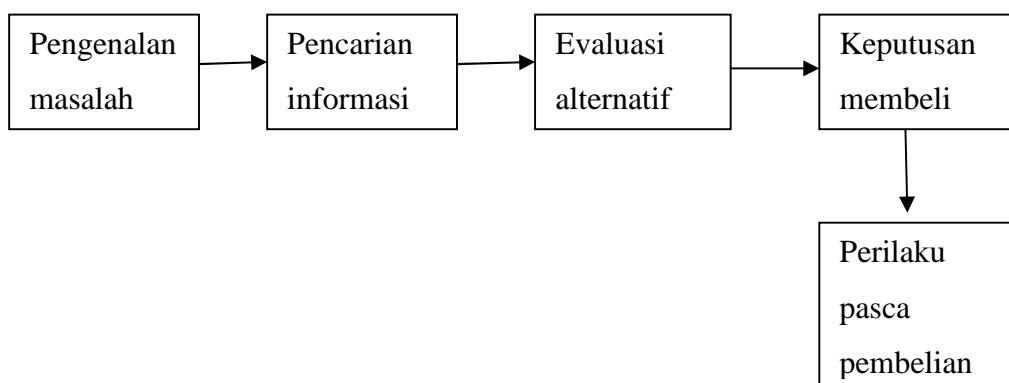 Pengenalan
masalah
Pencarian
informasi
Evaluasi
alternatif
Keputusan
membeli
Perilaku
pasca
pembelian